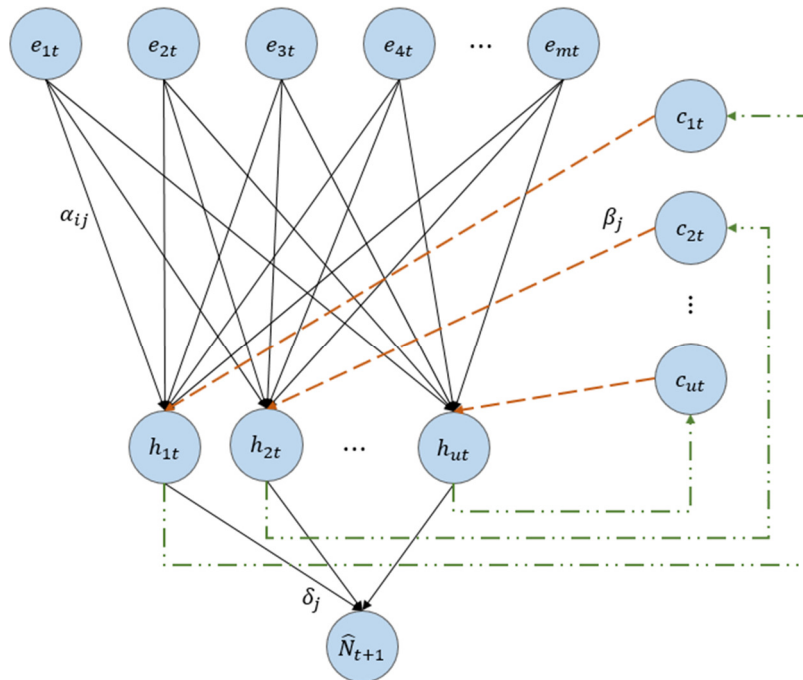 e₁ₜ e₂ₜ e₃ₜ e₄ₜ ... eₘₜ
c₁ₜ
αᵢⱼ βⱼ c₂ₜ
⋮
cᵤₜ
h₁ₜ h₂ₜ ... hᵤₜ
δⱼ
N̂ₜ₊₁